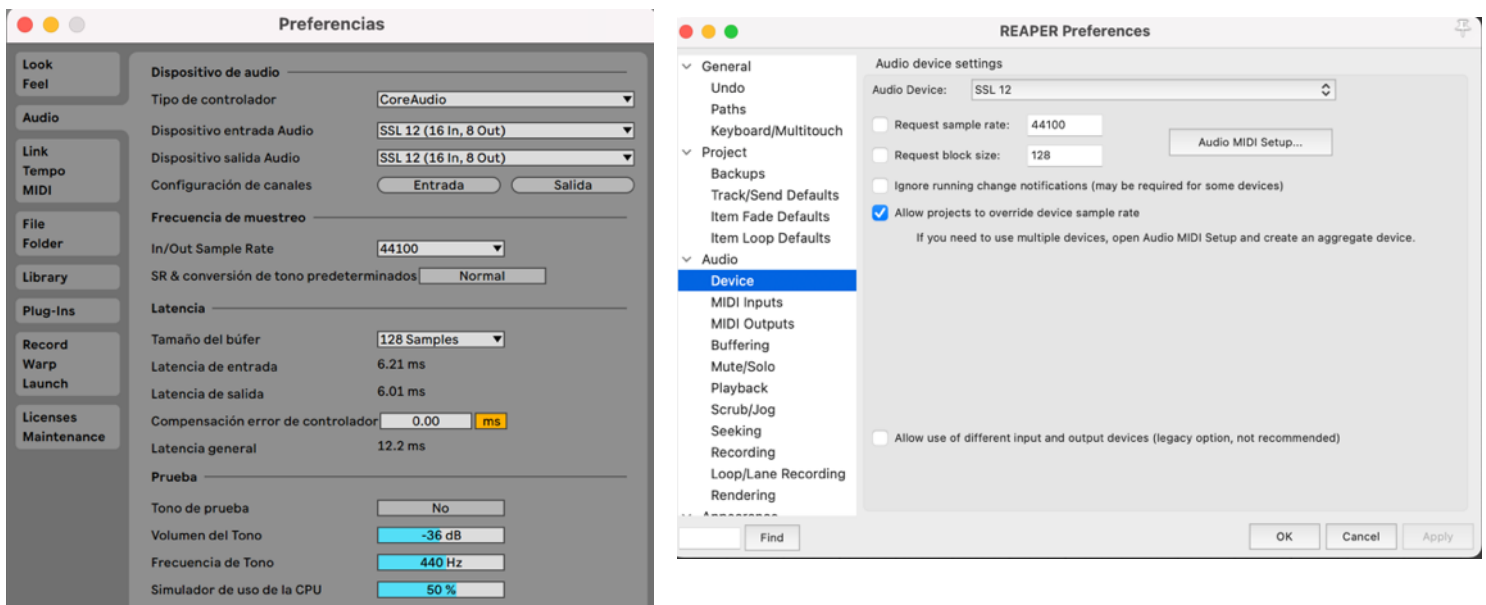 Preferencias
Look
Feel
Audio
Link
Tempo
MIDI
File
Folder
Library
Plug-Ins
Record
Warp
Launch
Licenses
Maintenance
Dispositivo de audio
Tipo de controlador CoreAudio
Dispositivo entrada Audio SSL 12 (16 In, 8 Out)
Dispositivo salida Audio SSL 12 (16 In, 8 Out)
Configuración de canales Entrada Salida
Frecuencia de muestreo
In/Out Sample Rate 44100
SR & conversión de tono predeterminados Normal
Latencia
Tamaño del búfer 128 Samples
Latencia de entrada 6.21 ms
Latencia de salida 6.01 ms
Compensación error de controlador 0.00 ms
Latencia general 12.2 ms
Prueba
Tono de prueba No
Volumen del Tono -36 dB
Frecuencia de Tono 440 Hz
Simulador de uso de la CPU 50 %
REAPER Preferences
General
Undo
Paths
Keyboard/Multitouch
Project
Backups
Track/Send Defaults
Item Fade Defaults
Item Loop Defaults
Audio
Device
MIDI Inputs
MIDI Outputs
Buffering
Mute/Solo
Playback
Scrub/Jog
Seeking
Recording
Loop/Lane Recording
Rendering
Find
Audio device settings
Audio Device: SSL 12
Request sample rate: 44100
Request block size: 128
Audio MIDI Setup...
Ignore running change notifications (may be required for some devices)
Allow projects to override device sample rate
If you need to use multiple devices, open Audio MIDI Setup and create an aggregate device.
Allow use of different input and output devices (legacy option, not recommended)
OK Cancel Apply